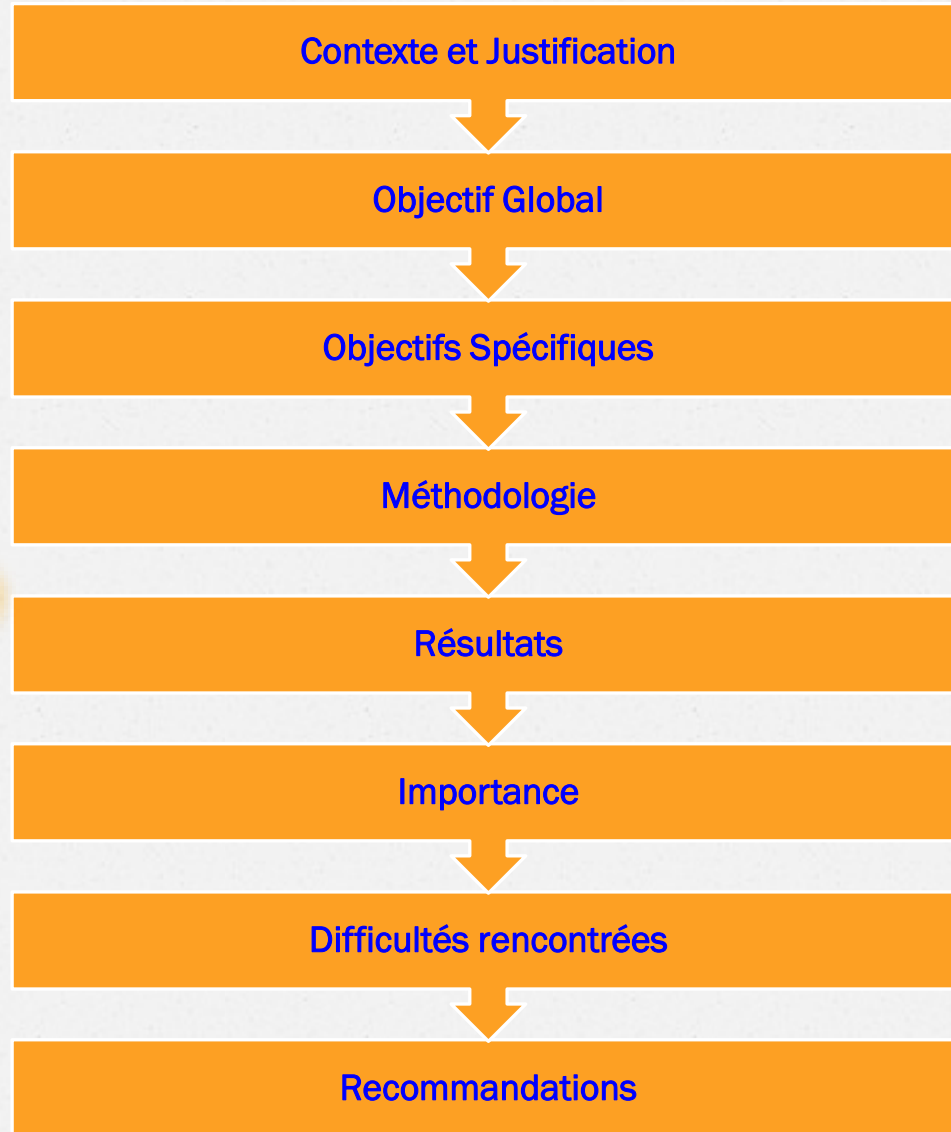 Contexte et Justification
Objectif Global
Objectifs Spécifiques
Méthodologie
Résultats
Importance
Difficultés rencontrées
Recommandations